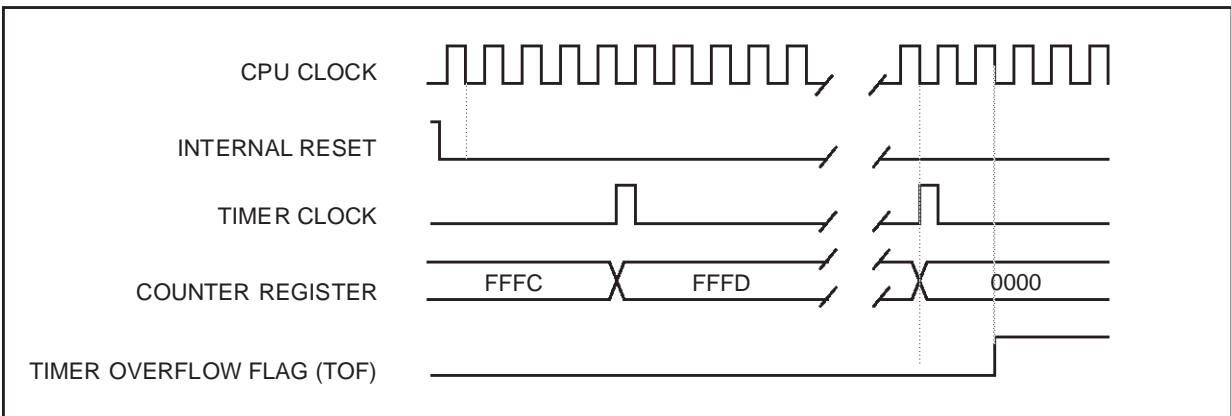 CPU CLOCK
INTERNAL RESET
TIMER CLOCK
COUNTER REGISTER
FFFC
FFFD
0000
TIMER OVERFLOW FLAG (TOF)